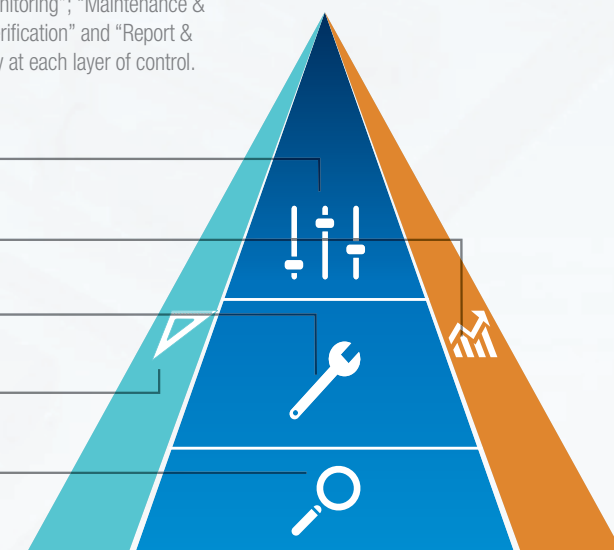 nitoring”; “Maintenance &
rification” and “Report &
at each layer of control.